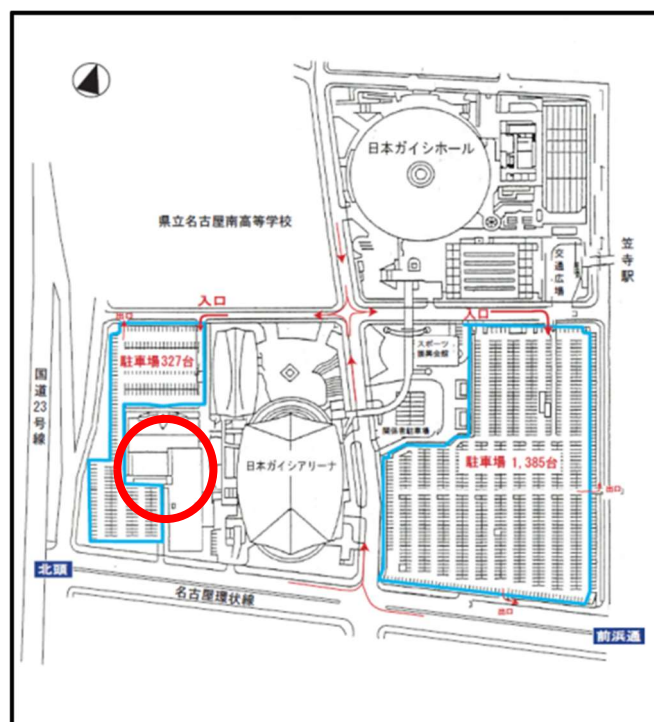 日本ガイシホール
県立名古屋南高等学校
笠寺駅
交通広場
入口
出口
駐車場327台
入口
スポーツ
振興会館
関係者駐車場
国道23号線
日本ガイシアリーナ
駐車場 1,385台
出口
北頭
名古屋環状線
出口
前浜通